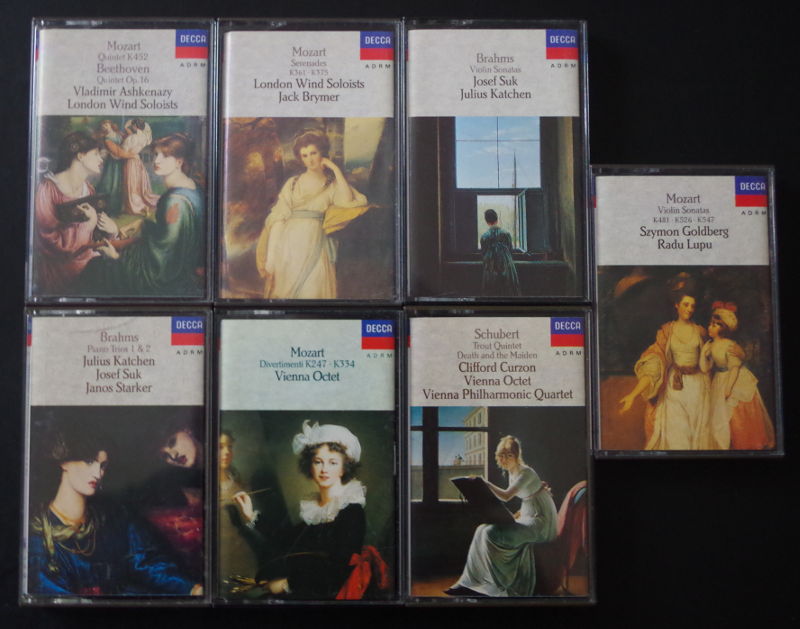 Mozart
Quintet K452
Beethoven
Quintet Op.16
Vladimir Ashkenazy
London Wind Soloists
DECCA
ADRM
Mozart
Serenades
K361 · K375
London Wind Soloists
Jack Brymer
DECCA
ADRM
Brahms
Violin Sonatas
Josef Suk
Julius Katchen
DECCA
ADRM
Mozart
Violin Sonatas
K481 · K526 · K547
Szymon Goldberg
Radu Lupu
DECCA
ADRM
Brahms
Piano Trios 1 & 2
Julius Katchen
Josef Suk
Janos Starker
DECCA
ADRM
Mozart
Divertimenti K247 · K334
Vienna Octet
DECCA
ADRM
Schubert
Trout Quintet
Death and the Maiden
Clifford Curzon
Vienna Octet
Vienna Philharmonic Quartet
DECCA
ADRM